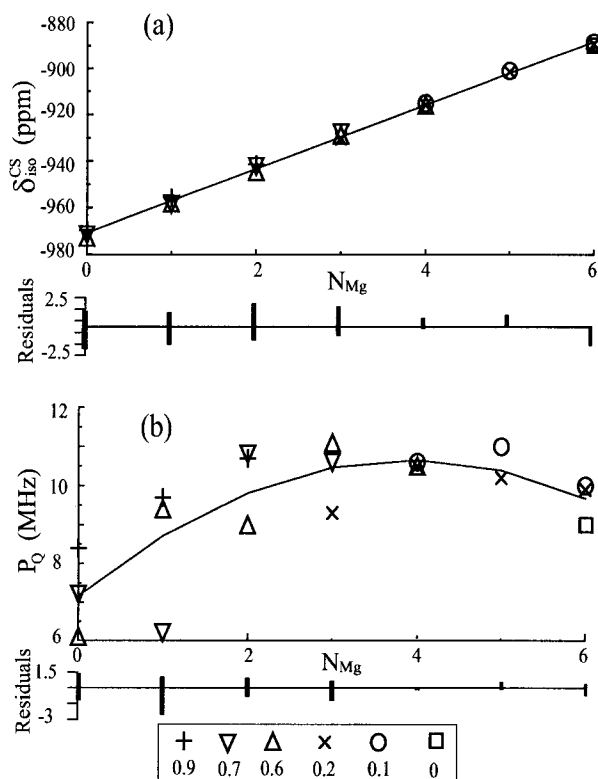 (a)
-880
-900
-920
-940
-960
-980
δ_iso^CS (ppm)
0 2 4 6
N_Mg
2.5
-2.5
Residuals
(b)
12
10
8
6
P_Q (MHz)
0 2 4 6
N_Mg
1.5
-3
Residuals
0.9 0.7 0.6 0.2 0.1 0